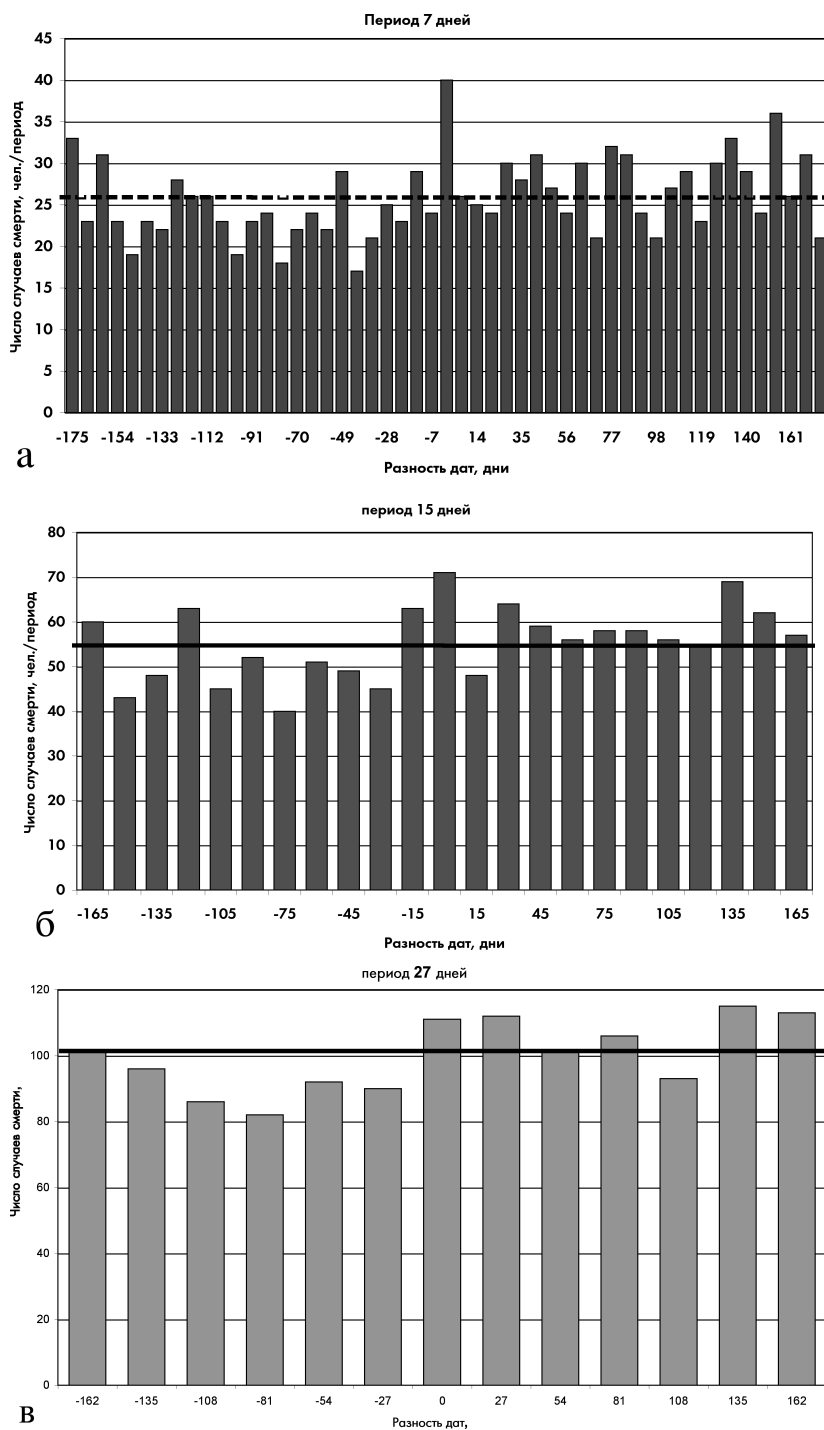 Период 7 дней
45
40
35
30
25
20
15
10
5
0
Число случаев смерти, чел./период
-175 -154 -133 -112 -91 -70 -49 -28 -7 14 35 56 77 98 119 140 161
Разность дат, дни
а
период 15 дней
80
70
60
50
40
30
20
10
0
Число случаев смерти, чел./период
-165 -135 -105 -75 -45 -15 15 45 75 105 135 165
Разность дат, дни
б
период 27 дней
120
100
80
60
40
20
0
Число случаев смерти,
-162 -135 -108 -81 -54 -27 0 27 54 81 108 135 162
Разность дат,
в